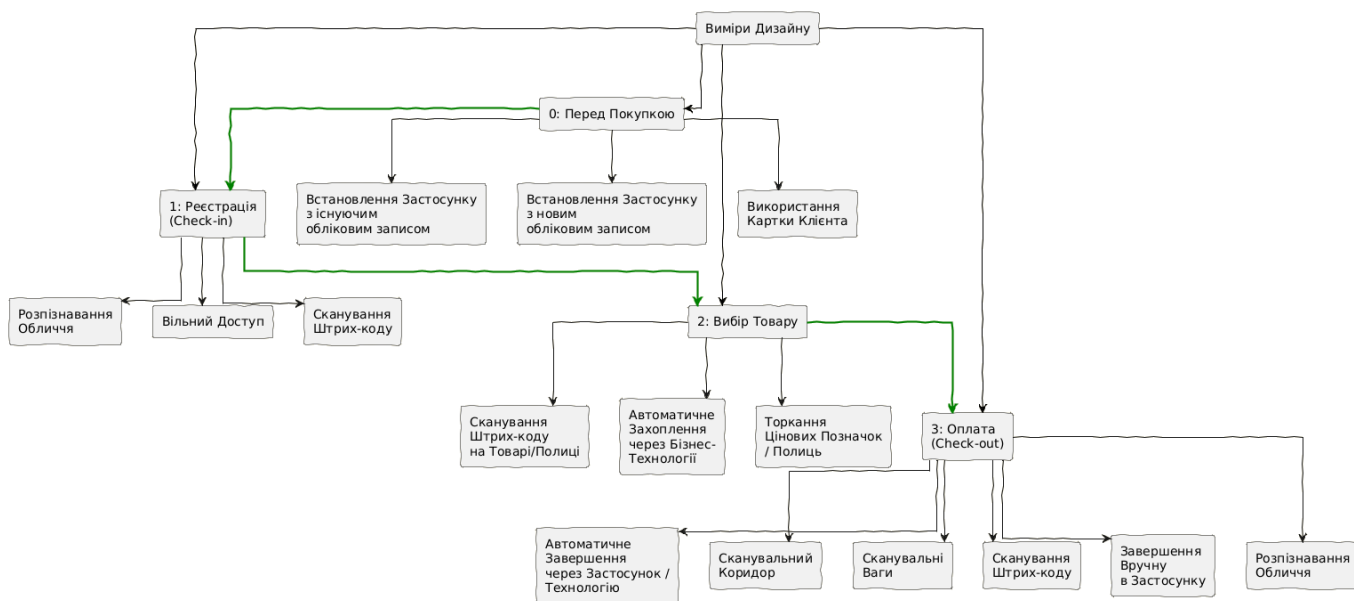 Виміри Дизайну
0: Перед Покупкою
Встановлення Застосунку
з існуючим
обліковим записом
Встановлення Застосунку
з новим
обліковим записом
Використання
Картки Клієнта
1: Реєстрація
(Check-in)
Розпізнавання
Обличчя
Вільний Доступ
Сканування
Штрих-коду
2: Вибір Товару
Сканування
Штрих-коду
на Товарі/Полиці
Автоматичне
Захоплення
через Бізнес-
Технології
Торкання
Цінових Позначок
/ Полиць
3: Оплата
(Check-out)
Автоматичне
Завершення
через Застосунок /
Технологію
Сканувальний
Коридор
Сканувальні
Ваги
Сканування
Штрих-коду
Завершення
Вручну
в Застосунку
Розпізнавання
Обличчя